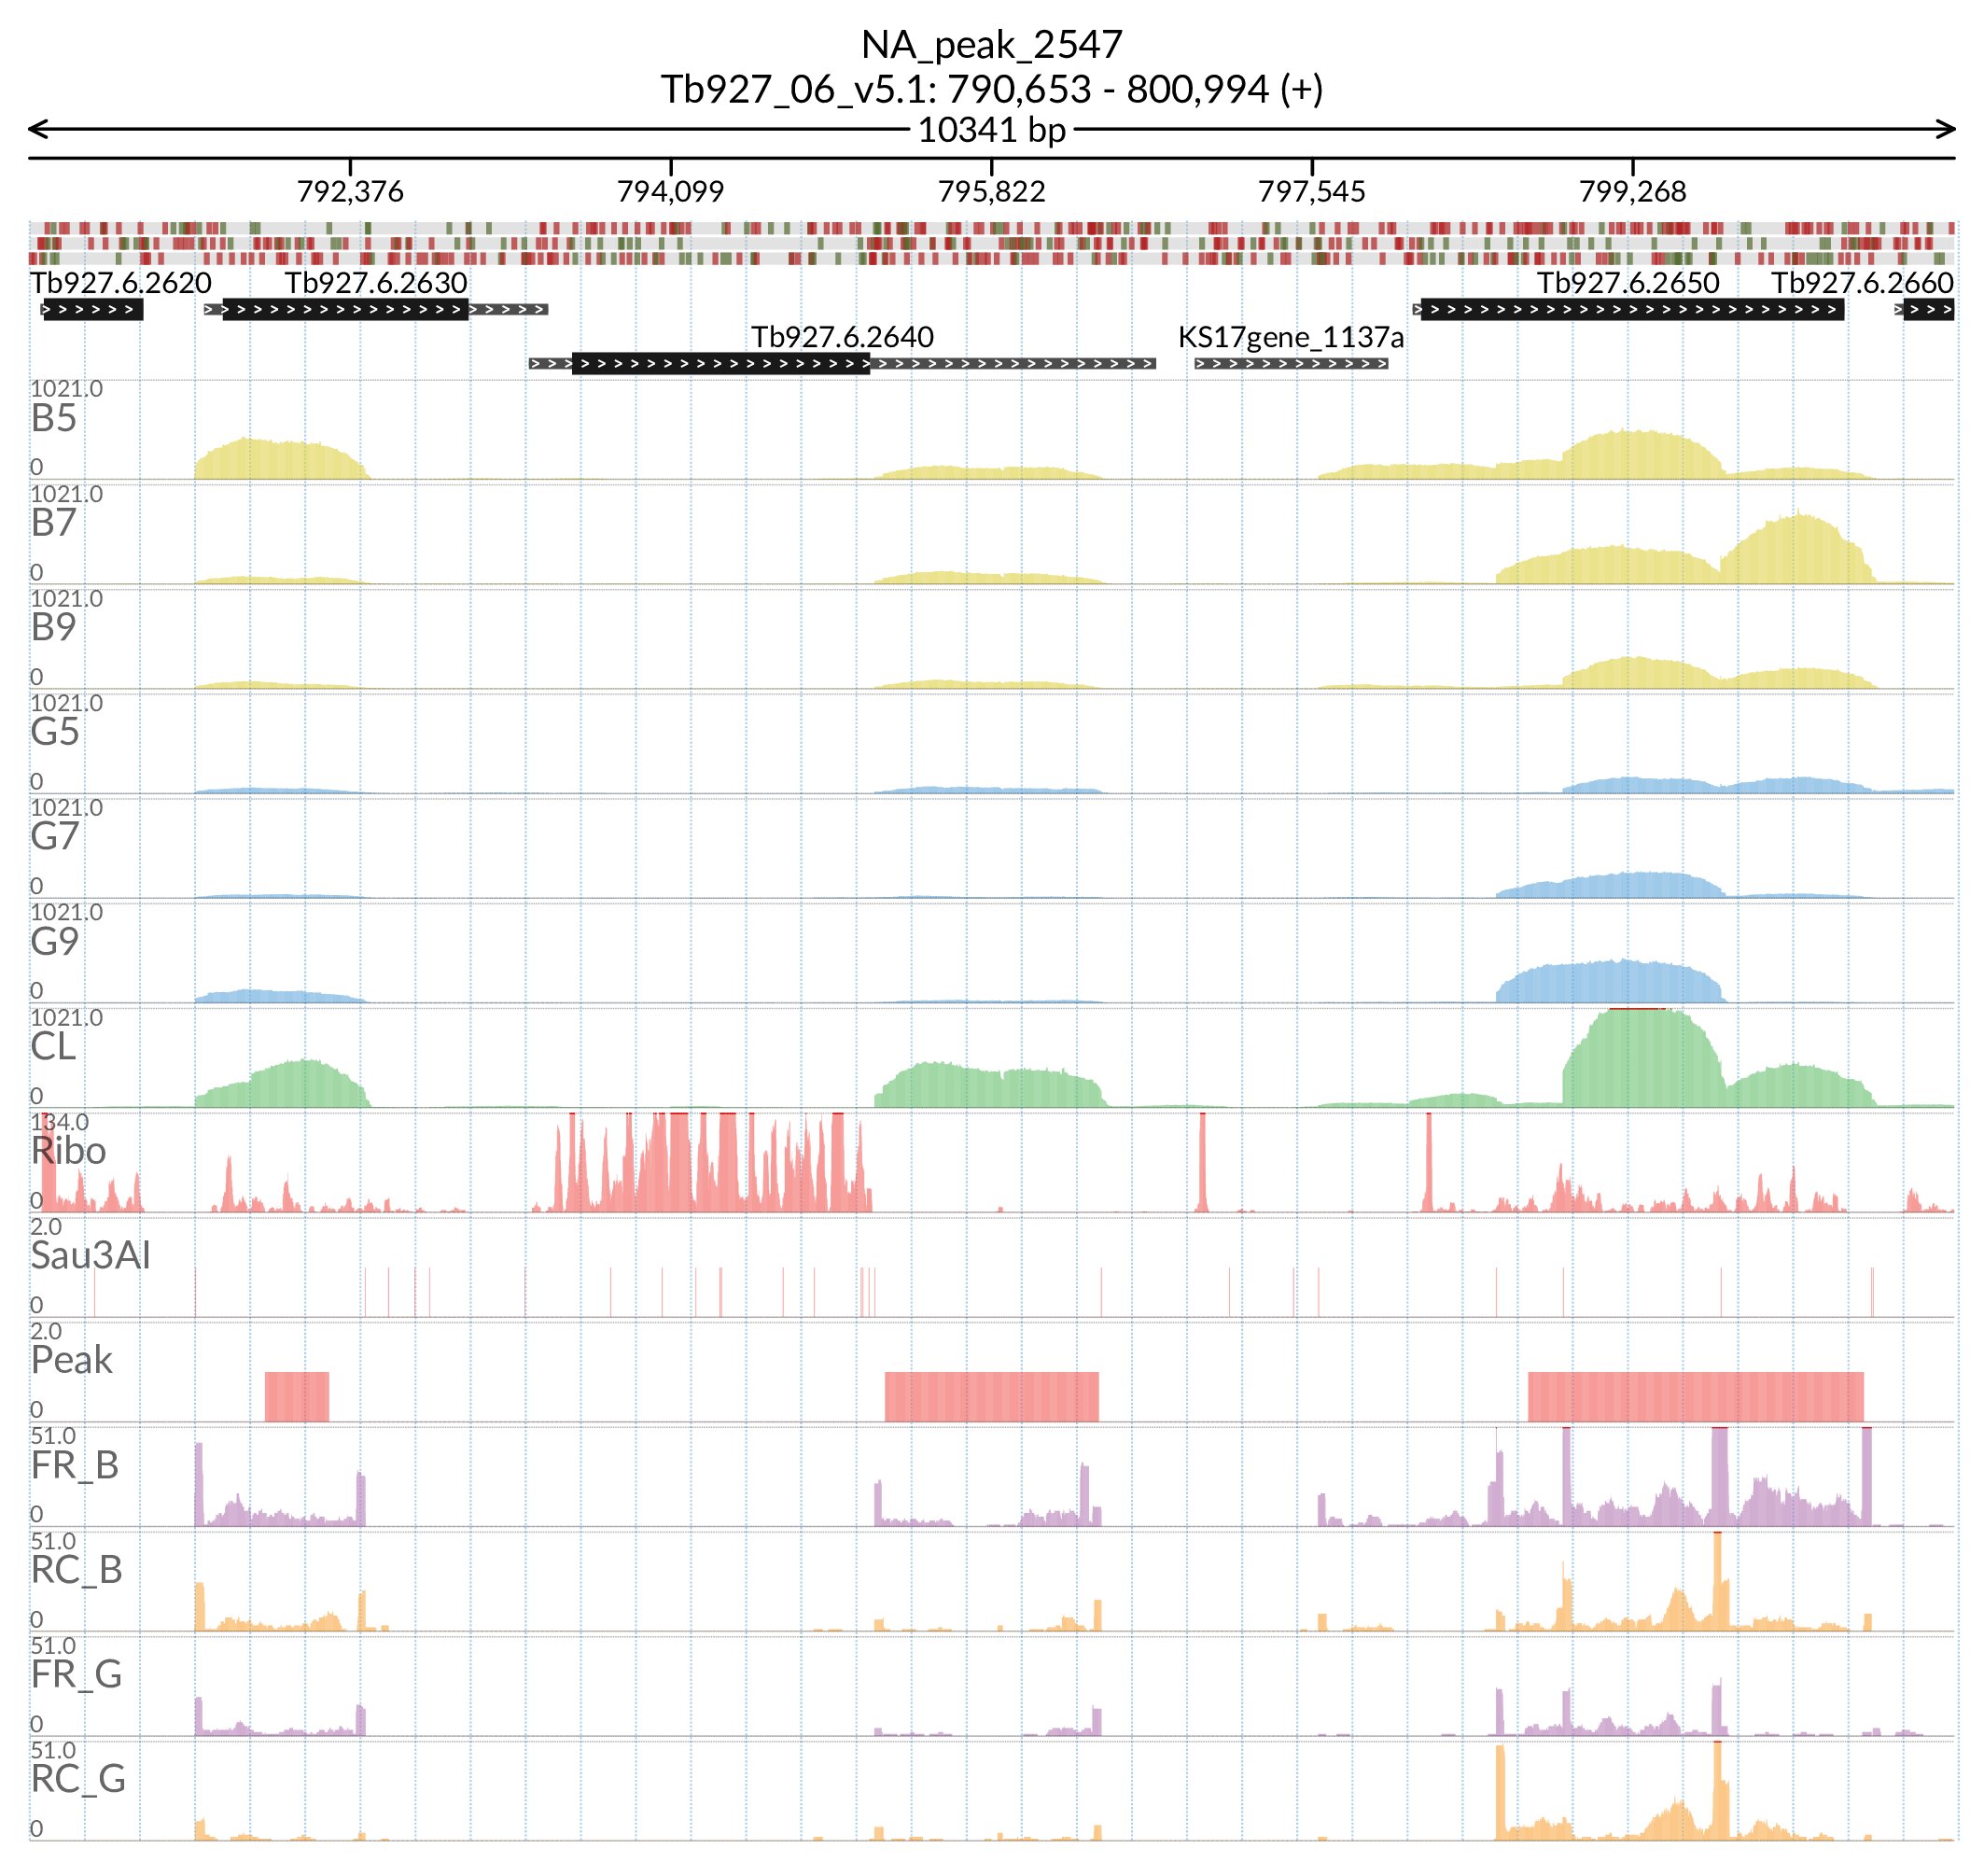 NA_peak_2547
Tb927_06_v5.1: 790,653 - 800,994 (+)
10341 bp
792,376 794,099 795,822 797,545 799,268
Tb927.6.2620 Tb927.6.2630 Tb927.6.2650 Tb927.6.2660
Tb927.6.2640 KS17gene_1137a
1021.0
B5
0
1021.0
B7
0
1021.0
B9
0
1021.0
G5
0
1021.0
G7
0
1021.0
G9
0
1021.0
CL
0
134.0
Ribo
0
2.0
Sau3AI
0
2.0
Peak
0
51.0
FR_B
0
51.0
RC_B
0
51.0
FR_G
0
51.0
RC_G
0